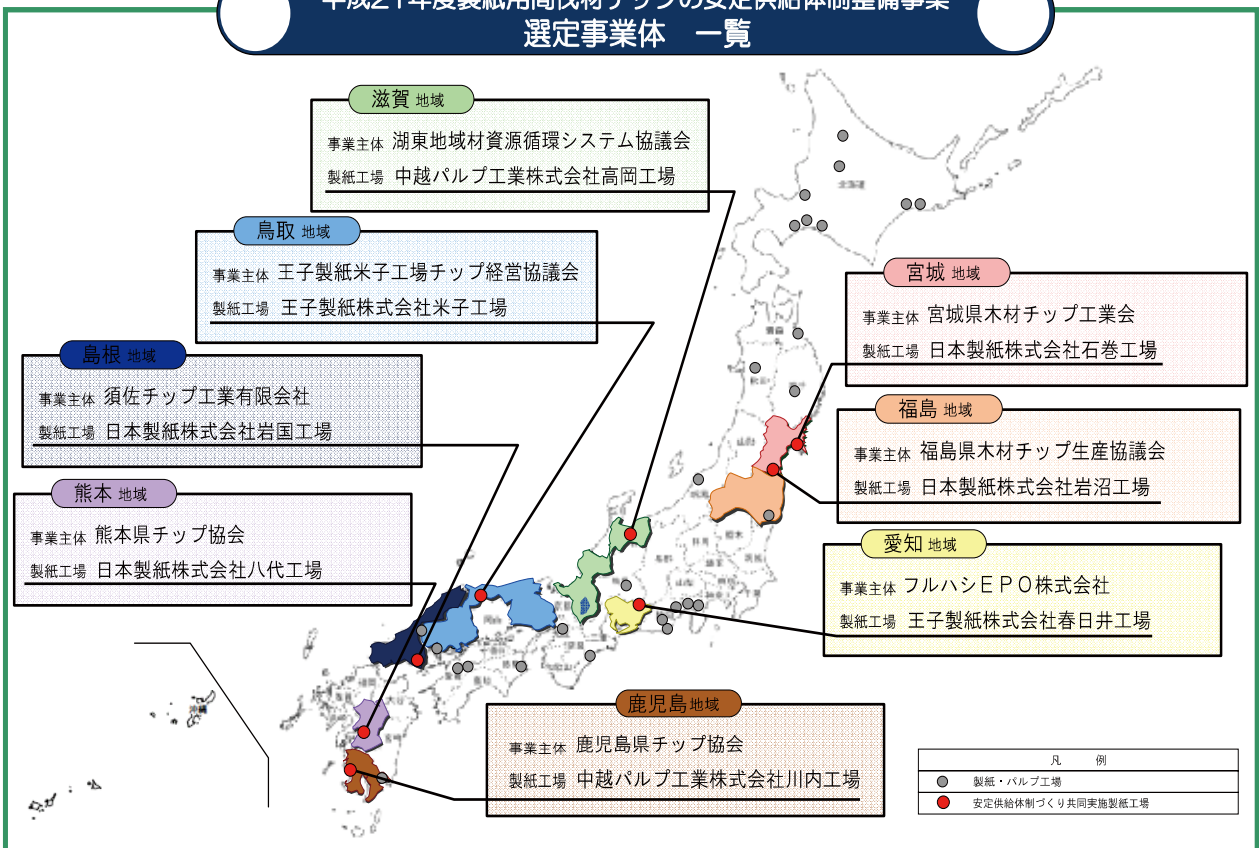 平成21年度製紙用間伐材チップの安定供給体制整備事業
選定事業体　一覧
滋賀 地域
事業主体 湖東地域材資源循環システム協議会
製紙工場 中越パルプ工業株式会社高岡工場
鳥取 地域
事業主体 王子製紙米子工場チップ経営協議会
製紙工場 王子製紙株式会社米子工場
島根 地域
事業主体 須佐チップ工業有限会社
製紙工場 日本製紙株式会社岩国工場
熊本 地域
事業主体 熊本県チップ協会
製紙工場 日本製紙株式会社八代工場
宮城 地域
事業主体 宮城県木材チップ工業会
製紙工場 日本製紙株式会社石巻工場
福島 地域
事業主体 福島県木材チップ生産協議会
製紙工場 日本製紙株式会社岩沼工場
愛知 地域
事業主体 フルハシＥＰＯ株式会社
製紙工場 王子製紙株式会社春日井工場
鹿児島 地域
事業主体 鹿児島県チップ協会
製紙工場 中越パルプ工業株式会社川内工場
北海道
青森
秋田
山形
沖縄
凡　例
製紙・パルプ工場
安定供給体制づくり共同実施製紙工場